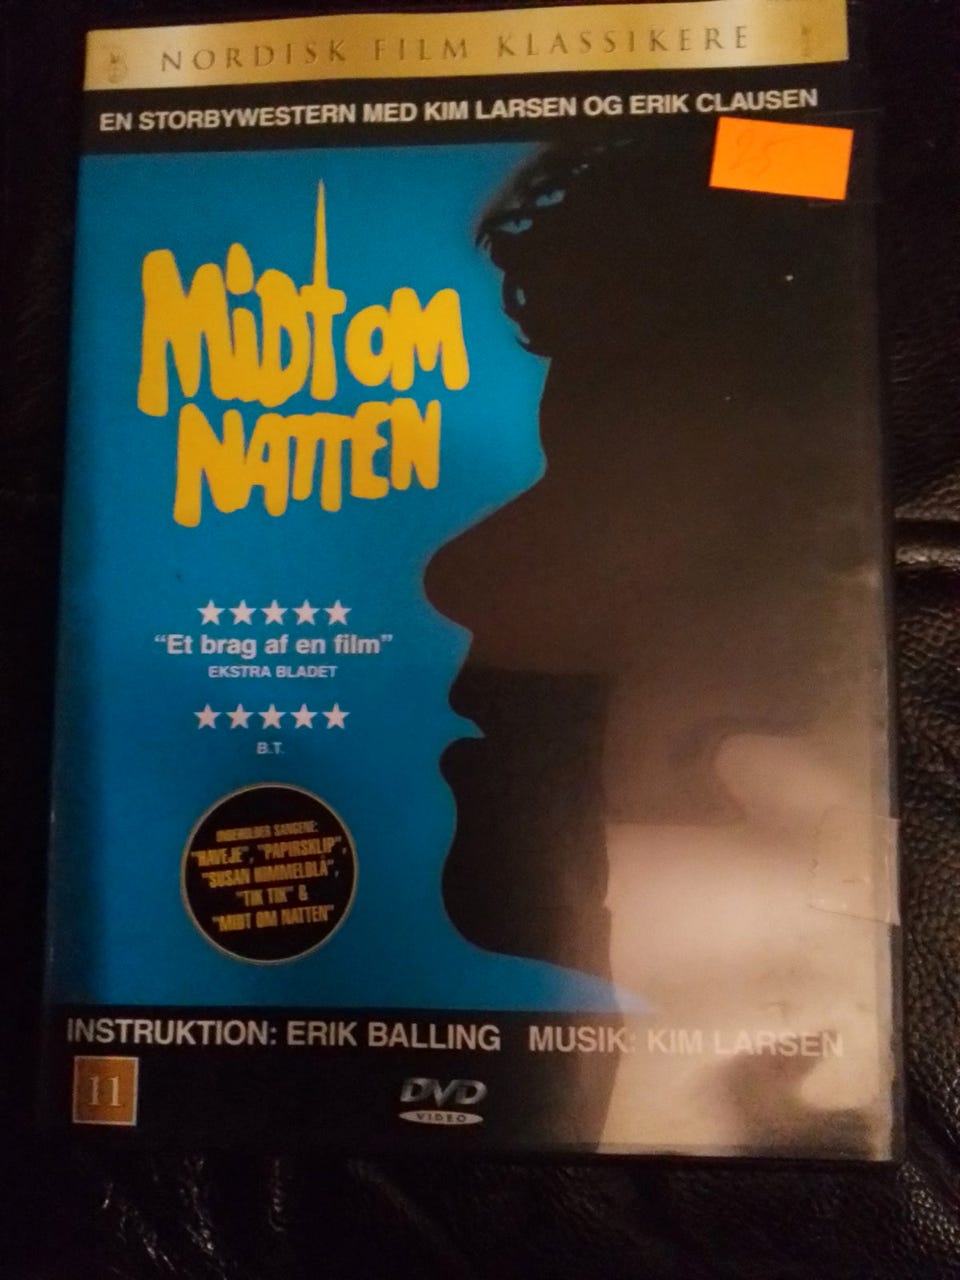 NORDISK FILM KLASSIKERE
EN STORBYWESTERN MED KIM LARSEN OG ERIK CLAUSEN
25
MIDT OM
NATTEN
"Et brag af en film"
EKSTRA BLADET
B.T.
INDEHOLDER SANGENE:
"HAVEJE", "PAPIRSKLIP",
"SUSAN HIMMELBLÅ",
"TIK TIK" &
"MIDT OM NATTEN"
INSTRUKTION: ERIK BALLING MUSIK: KIM LARSEN
11
DVD
VIDEO